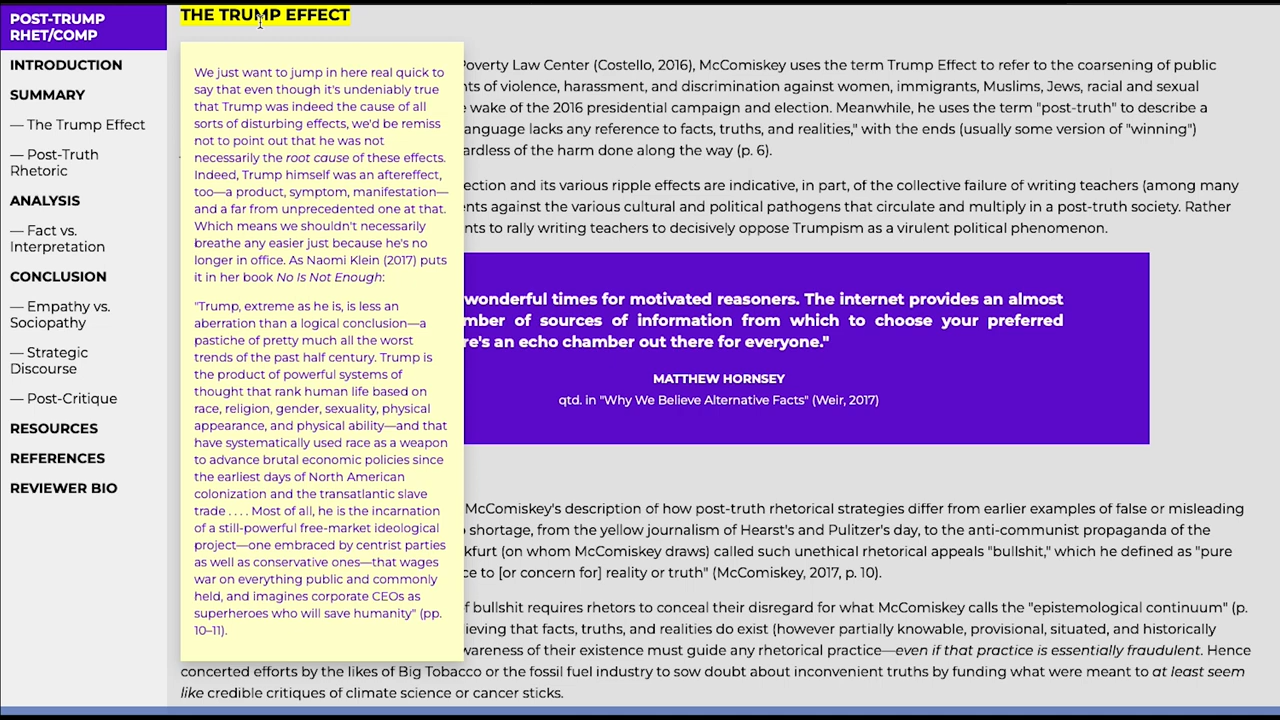 POST-TRUMP
RHET/COMP
INTRODUCTION
SUMMARY
— The Trump Effect
— Post-Truth
Rhetoric
ANALYSIS
— Fact vs.
Interpretation
CONCLUSION
— Empathy vs.
Sociopathy
— Strategic
Discourse
— Post-Critique
RESOURCES
REFERENCES
REVIEWER BIO
THE TRUMP EFFECT
We just want to jump in here real quick to
say that even though it's undeniably true
that Trump was indeed the cause of all
sorts of disturbing effects, we'd be remiss
not to point out that he was not
necessarily the root cause of these effects.
Indeed, Trump himself was an aftereffect,
too—a product, symptom, manifestation—
and a far from unprecedented one at that.
Which means we shouldn't necessarily
breathe any easier just because he's no
longer in office. As Naomi Klein (2017) puts
it in her book No Is Not Enough:
"Trump, extreme as he is, is less an
aberration than a logical conclusion—a
pastiche of pretty much all the worst
trends of the past half century. Trump is
the product of powerful systems of
thought that rank human life based on
race, religion, gender, sexuality, physical
appearance, and physical ability—and that
have systematically used race as a weapon
to advance brutal economic policies since
the earliest days of North American
colonization and the transatlantic slave
trade . . . . Most of all, he is the incarnation
of a still-powerful free-market ideological
project—one embraced by centrist parties
as well as conservative ones—that wages
war on everything public and commonly
held, and imagines corporate CEOs as
superheroes who will save humanity" (pp.
10–11).
Poverty Law Center (Costello, 2016), McComiskey uses the term Trump Effect to refer to the coarsening of public
of violence, harassment, and discrimination against women, immigrants, Muslims, Jews, racial and sexual
wake of the 2016 presidential campaign and election. Meanwhile, he uses the term "post-truth" to describe a
language lacks any reference to facts, truths, and realities," with the ends (usually some version of "winning")
of the harm done along the way (p. 6).
and its various ripple effects are indicative, in part, of the collective failure of writing teachers (among many
against the various cultural and political pathogens that circulate and multiply in a post-truth society. Rather
to rally writing teachers to decisively oppose Trumpism as a virulent political phenomenon.
wonderful times for motivated reasoners. The internet provides an almost
of sources of information from which to choose your preferred
an echo chamber out there for everyone."
MATTHEW HORNSEY
qtd. in "Why We Believe Alternative Facts" (Weir, 2017)
McComiskey's description of how post-truth rhetorical strategies differ from earlier examples of false or misleading
shortage, from the yellow journalism of Hearst's and Pulitzer's day, to the anti-communist propaganda of the
(on whom McComiskey draws) called such unethical rhetorical appeals "bullshit," which he defined as "pure
to [or concern for] reality or truth" (McComiskey, 2017, p. 10).
of bullshit requires rhetors to conceal their disregard for what McComiskey calls the "epistemological continuum" (p.
that facts, truths, and realities do exist (however partially knowable, provisional, situated, and historically
of their existence must guide any rhetorical practice—even if that practice is essentially fraudulent. Hence
concerted efforts by the likes of Big Tobacco or the fossil fuel industry to sow doubt about inconvenient truths by funding what were meant to at least seem
like credible critiques of climate science or cancer sticks.